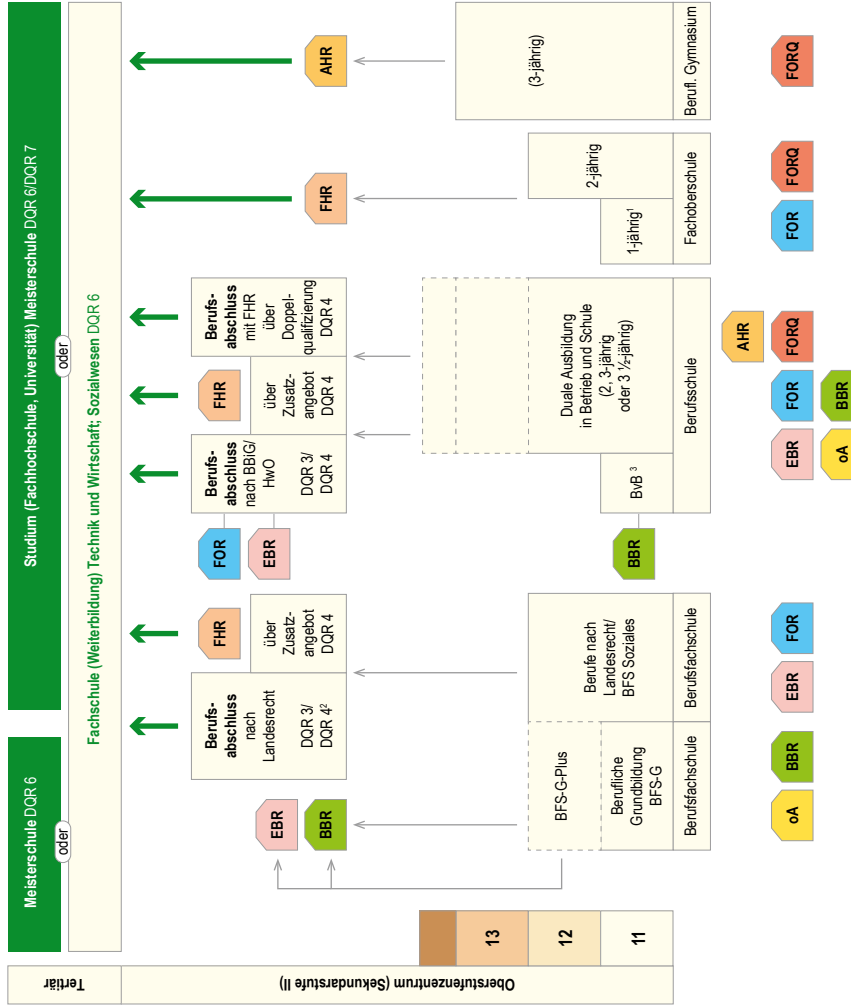 Tertiär
Meisterschule DQR 6
Studium (Fachhochschule, Universität) Meisterschule DQR 6/DQR 7
oder
oder
Fachschule (Weiterbildung) Technik und Wirtschaft; Sozialwesen DQR 6
Oberstufenzentrum (Sekundarstufe II)
13
12
11
EBR
BBR
Berufs-
abschluss
nach
Landesrecht
DQR 3/
DQR 4²
FHR
über
Zusatz-
angebot
DQR 4
FOR
EBR
Berufs-
abschluss
nach BBiG/
HwO
DQR 3/
DQR 4
FHR
über
Zusatz-
angebot
DQR 4
Berufs-
abschluss
mit FHR
über
Doppel-
qualifizierung
DQR 4
FHR
AHR
BFS-G-Plus
Berufliche
Grundbildung
BFS-G
Berufsfachschule
Berufe nach
Landesrecht/
BFS Soziales
Berufsfachschule
BBR
BvB ³
Duale Ausbildung
in Betrieb und Schule
(2, 3-jährig
oder 3 ½-jährig)
Berufsschule
1-jährig¹
2-jährig
Fachoberschule
(3-jährig)
Berufl. Gymnasium
oA
BBR
EBR
FOR
AHR
EBR
FOR
FORQ
oA
BBR
FOR
FORQ
FORQ